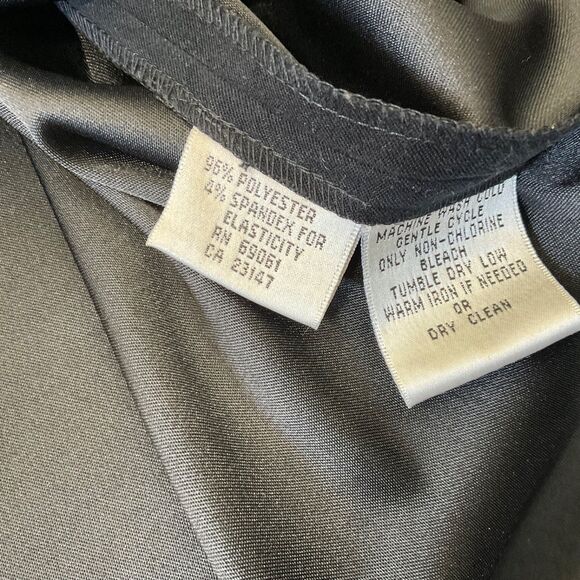 96% POLYESTER
4% SPANDEX FOR
ELASTICITY
RN 69061
CA 23147
MACHINE WASH COLD
GENTLE CYCLE
ONLY NON-CHLORINE
BLEACH
TUMBLE DRY LOW
WARM IRON IF NEEDED
OR
DRY CLEAN